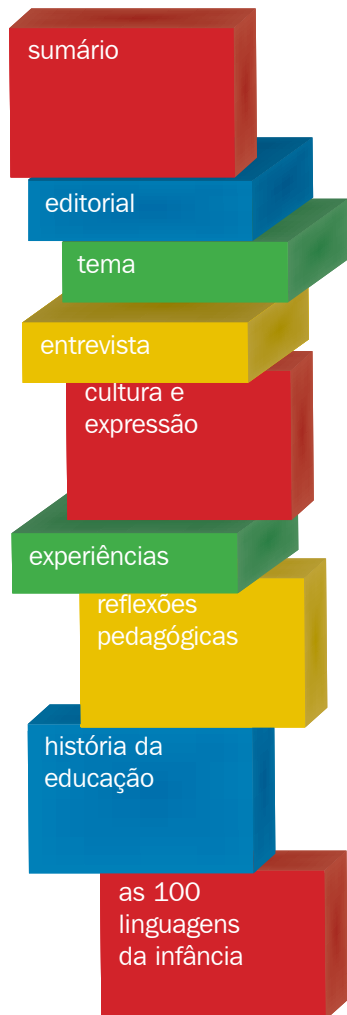 sumário
editorial
tema
entrevista
cultura e
expressão
experiências
reflexões
pedagógicas
história da
educação
as 100
linguagens
da infância